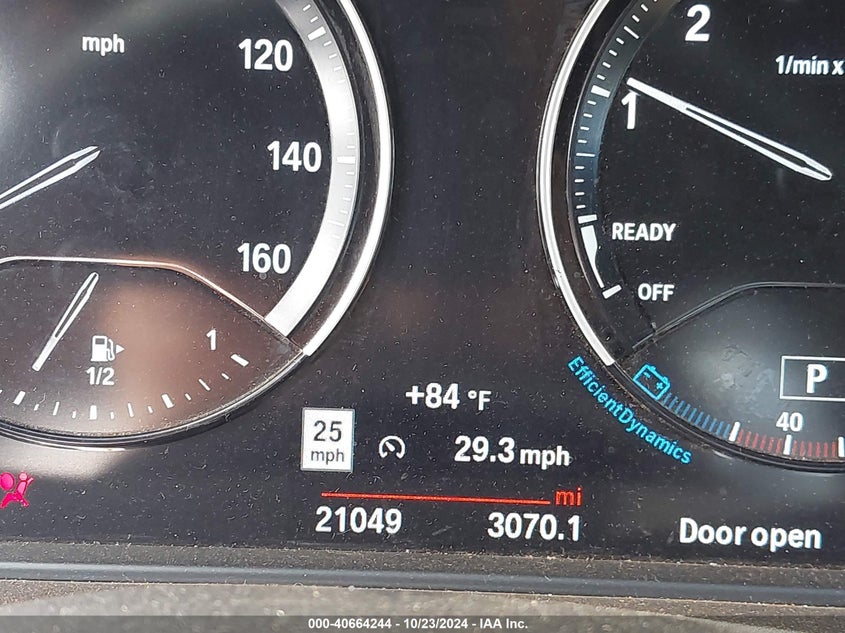 mph
120
140
160
1/2
1
2
1/min x
1
READY
OFF
P
40
EfficientDynamics
+84 °F
25
mph
29.3 mph
mi
21049
3070.1
Door open
000-40664244 - 10/23/2024 - IAA Inc.